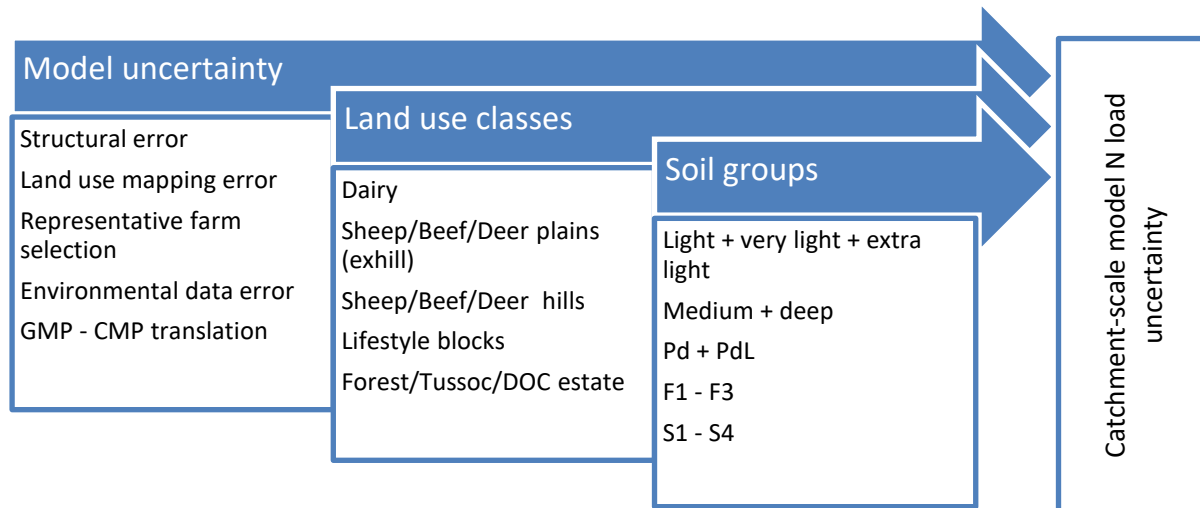 Model uncertainty
Structural error
Land use mapping error
Representative farm
selection
Environmental data error
GMP - CMP translation
Land use classes
Dairy
Sheep/Beef/Deer plains
(exhill)
Sheep/Beef/Deer  hills
Lifestyle blocks
Forest/Tussoc/DOC estate
Soil groups
Light + very light + extra
light
Medium + deep
Pd + PdL
F1 - F3
S1 - S4
Catchment-scale model N load
uncertainty